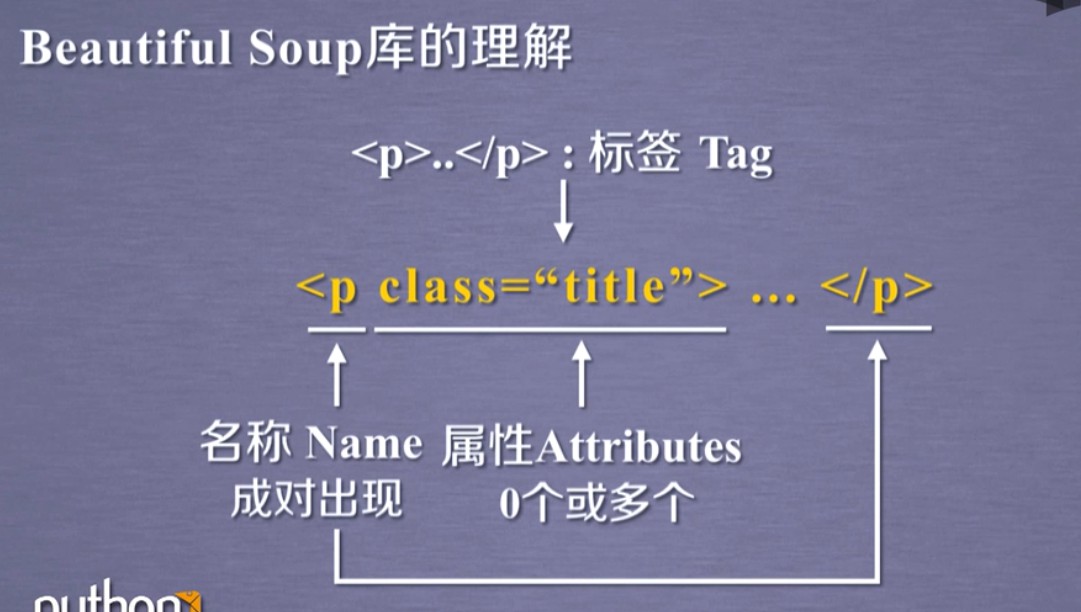 Beautiful Soup库的理解
<p>..</p> : 标签 Tag
<p class=“title”> ... </p>
名称 Name 属性Attributes
成对出现 0个或多个
python